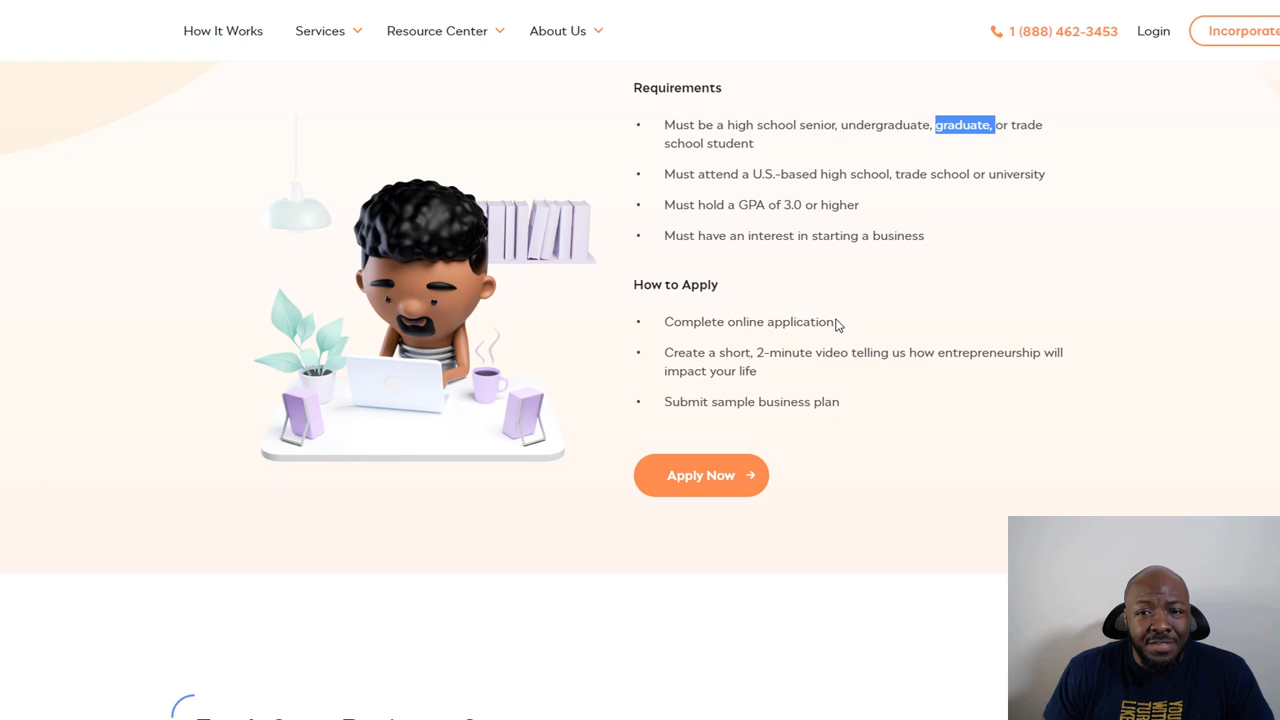 How It Works
Services
Resource Center
About Us
1 (888) 462-3453
Login
Incorporate
Requirements
• Must be a high school senior, undergraduate, graduate, or trade
school student
• Must attend a U.S.-based high school, trade school or university
• Must hold a GPA of 3.0 or higher
• Must have an interest in starting a business
How to Apply
• Complete online application
• Create a short, 2-minute video telling us how entrepreneurship will
impact your life
• Submit sample business plan
Apply Now